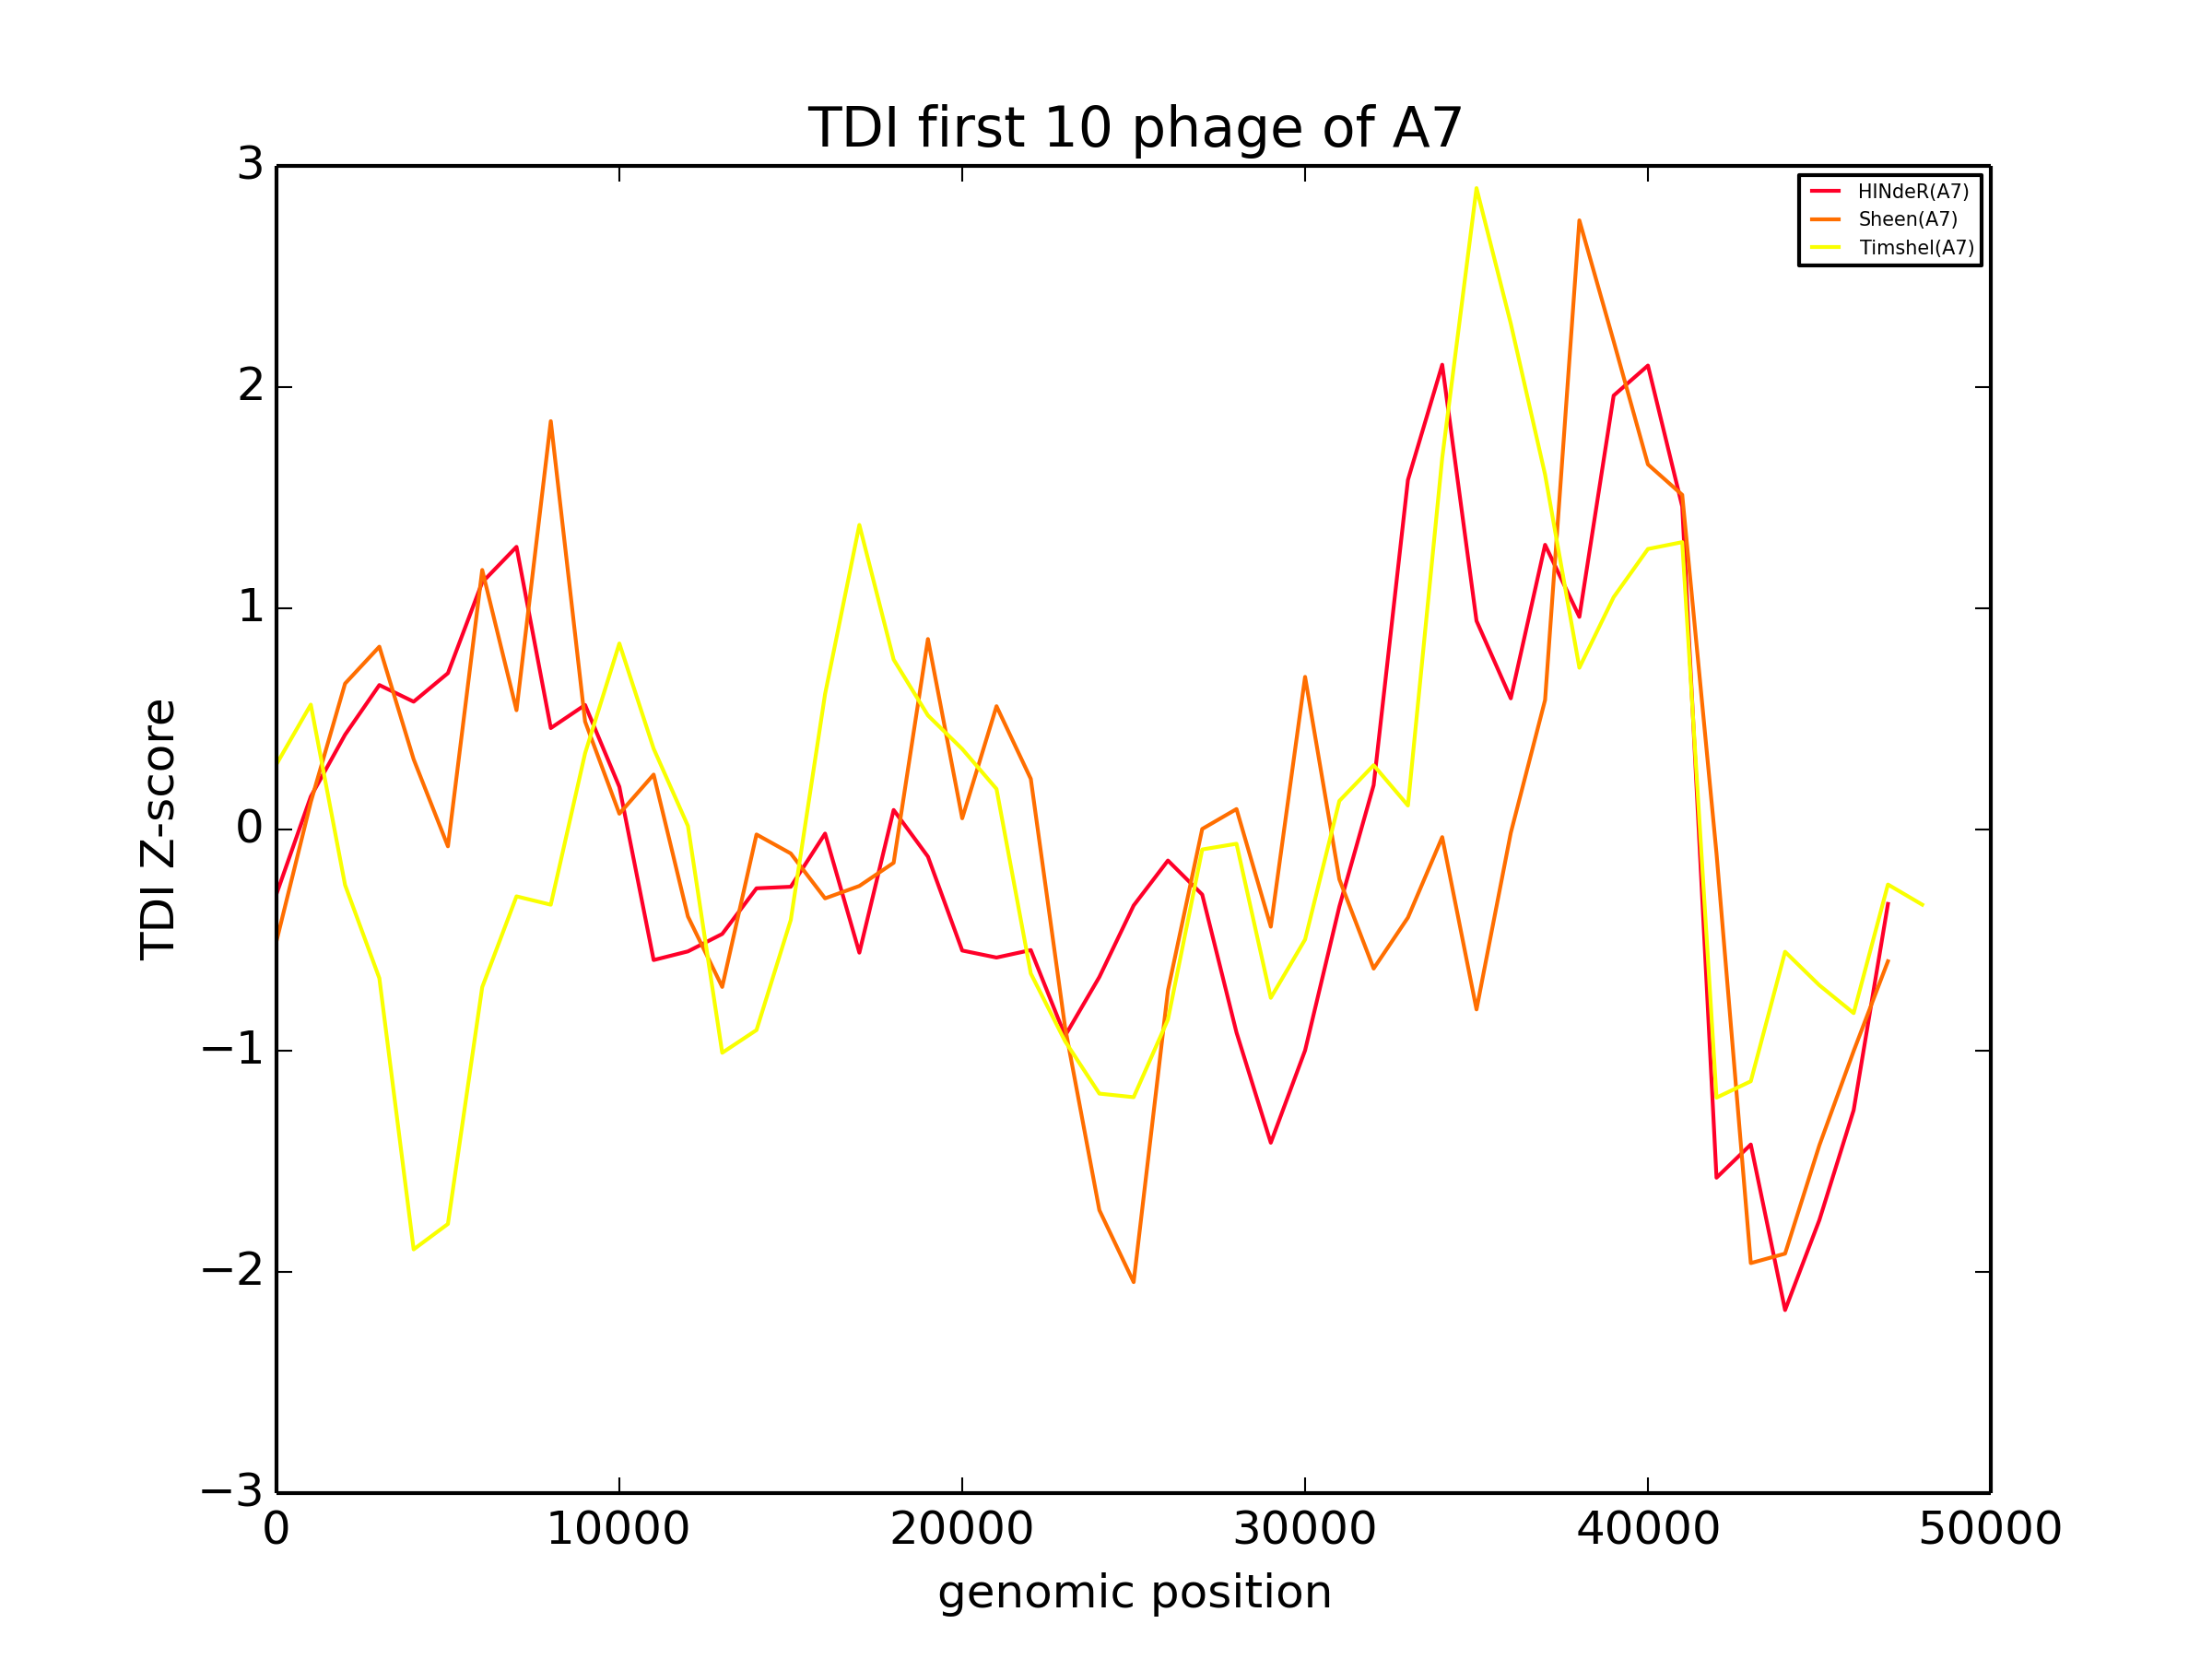 TDI first 10 phage of A7
3
2
1
0
−1
−2
−3
TDI Z-score
HINdeR(A7)
Sheen(A7)
Timshel(A7)
0 10000 20000 30000 40000 50000
genomic position